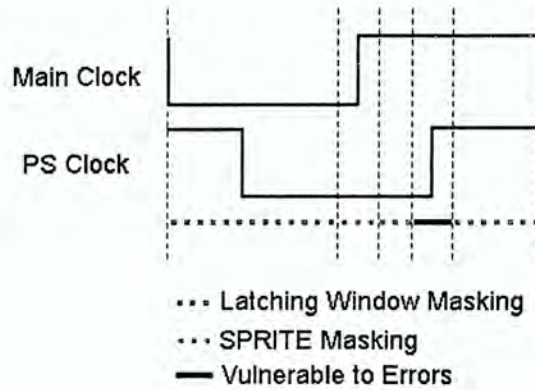 Main Clock
PS Clock
Latching Window Masking
SPRITE Masking
Vulnerable to Errors